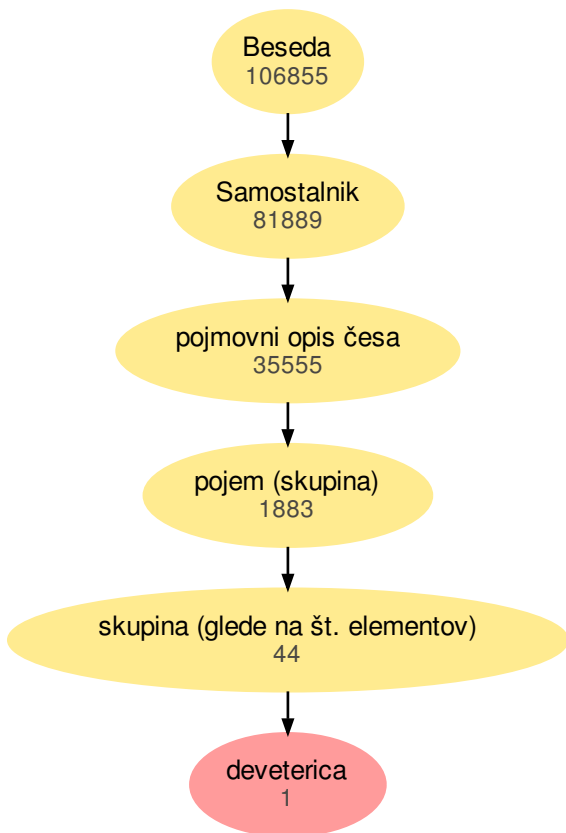 Beseda
106855
Samostalnik
81889
pojmovni opis česa
35555
pojem (skupina)
1883
skupina (glede na št. elementov)
44
deveterica
1